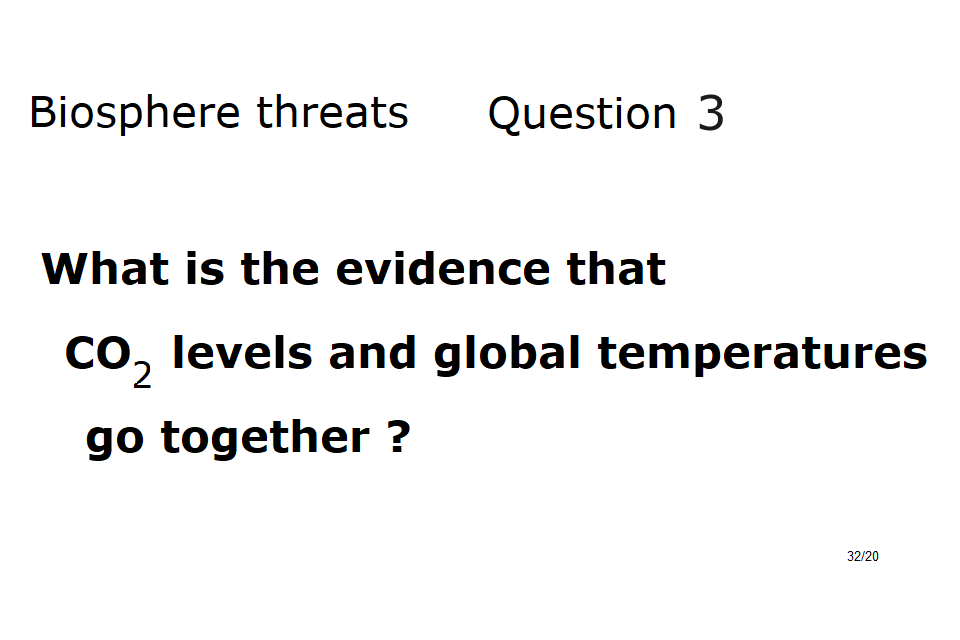 Biosphere threats Question 3
What is the evidence that
CO₂ levels and global temperatures
go together ?
32/20